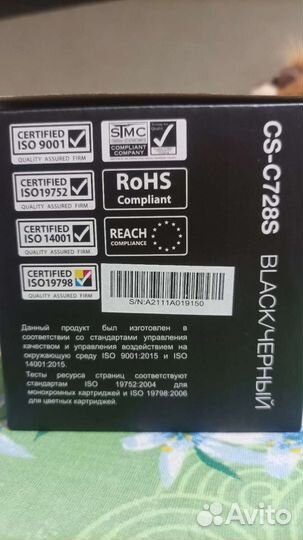 CERTIFIED
ISO 9001
QUALITY ASSURED FIRM
STMC
COMPLIANT
COMPANY
CERTIFIED
ISO19752
QUALITY ASSURED FIRM
RoHS
Compliant
CERTIFIED
ISO 14001
QUALITY ASSURED FIRM
REACH
COMPLIANCE
CERTIFIED
ISO19798
QUALITY ASSURED FIRM
S/N:A2111A019150
Данный продукт был изготовлен в
соответствии со стандартами управления
качеством и управления воздействием на
окружающую среду ISO 9001:2015 и ISO
14001:2015.
Тесты ресурса страниц соответствуют
стандартам ISO 19752:2004 для
монохромных картриджей и ISO 19798:2006
для цветных картриджей.
CS-C728S BLACK/ЧЕРНЫЙ
Avito